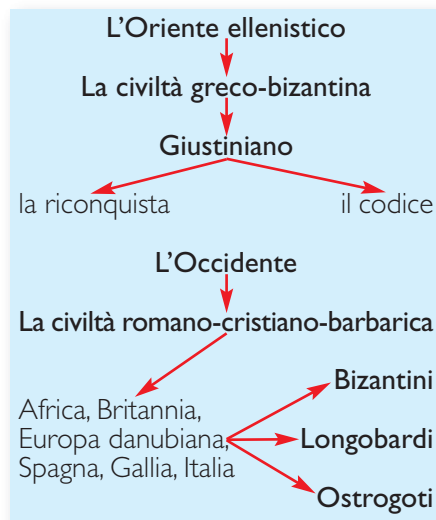 L'Oriente ellenistico
La civiltà greco-bizantina
Giustiniano
la riconquista
il codice
L'Occidente
La civiltà romano-cristiano-barbarica
Africa, Britannia,
Europa danubiana,
Spagna, Gallia, Italia
Bizantini
Longobardi
Ostrogoti